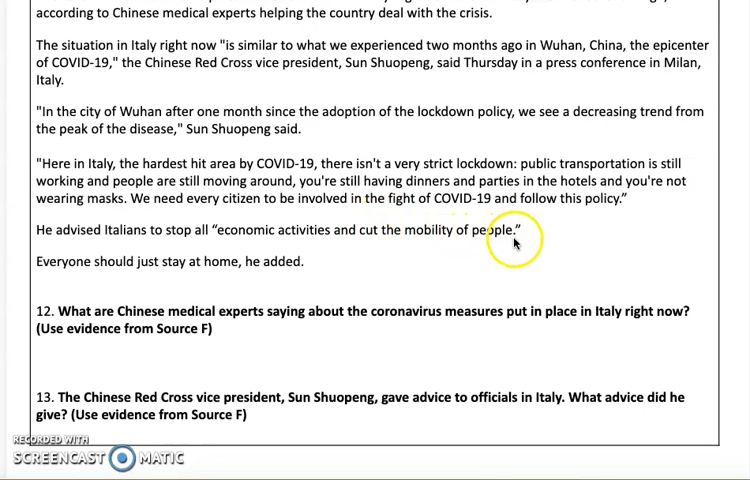 according to Chinese medical experts helping the country deal with the crisis.
The situation in Italy right now "is similar to what we experienced two months ago in Wuhan, China, the epicenter
of COVID-19," the Chinese Red Cross vice president, Sun Shuopeng, said Thursday in a press conference in Milan,
Italy.
"In the city of Wuhan after one month since the adoption of the lockdown policy, we see a decreasing trend from
the peak of the disease," Sun Shuopeng said.
"Here in Italy, the hardest hit area by COVID-19, there isn't a very strict lockdown: public transportation is still
working and people are still moving around, you're still having dinners and parties in the hotels and you're not
wearing masks. We need every citizen to be involved in the fight of COVID-19 and follow this policy.”
He advised Italians to stop all “economic activities and cut the mobility of people.”
Everyone should just stay at home, he added.
12. What are Chinese medical experts saying about the coronavirus measures put in place in Italy right now?
(Use evidence from Source F)
13. The Chinese Red Cross vice president, Sun Shuopeng, gave advice to officials in Italy. What advice did he
give? (Use evidence from Source F)
RECORDED WITH
SCREENCAST MATIC